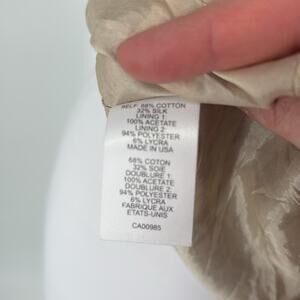 SELF: 68% COTTON
32% SILK
LINING 1:
100% ACETATE
LINING 2:
94% POLYESTER
6% LYCRA
MADE IN USA
68% COTON
32% SOIE
DOUBLURE 1:
100% ACETATE
DOUBLURE 2:
94% POLYESTER
6% LYCRA
FABRIQUE AUX
ETATS-UNIS
CA00985